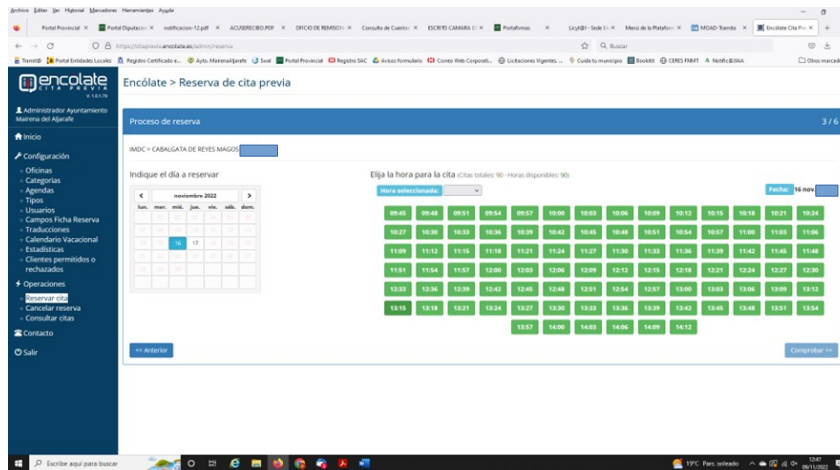 Archivo Editar Ver Historial Marcadores Herramientas Ayuda
Portal Provincial × Portal Diputacion × notificacion-12.pdf × ACUSERECIBO.PDF × OFICIO DE REMISION × Consulta de Cuentas × ESCRITO CAMARA × Portafirmas × Licyt@l - Sede × Menú de la Plataform × MOAD-Tramita × Encólate Cita Pre × +
https://citaprevia.encolate.es/admin/reserva
Buscar
Tramit@ Portal Entidades Locales Registro Certificado e... Ayto. MairenaAljarafe Portal Provincial Registro SAC Avisos formulario Correo Web Corporati... Licitaciones Vigentes ... Cuida tu municipio Bookitit CERES FNMT Notific@JUNTA Otros marcad
encolate
CITA PREVIA
V. 1.0.1.7b
Administrador Ayuntamiento
Mairena del Aljarafe
Inicio
Configuración
Oficinas
Categorías
Agendas
Tipos
Usuarios
Campos Ficha Reserva
Traducciones
Calendario Vacacional
Estadísticas
Clientes permitidos o
rechazados
Operaciones
Reservar cita
Cancelar reserva
Consultar citas
Contacto
Salir
Encólate > Reserva de cita previa
Proceso de reserva 3 / 6
IMDC > CABALGATA DE REYES MAGOS
Indique el día a reservar
noviembre 2022
lun. mar. mié. jue. vie. sáb. dom.
16 17
Elija la hora para la cita (Citas totales: 90 - Horas disponibles: 90)
Hora seleccionada: Fecha: 16 nov.
09:45 09:48 09:51 09:54 09:57 10:00 10:03 10:06 10:09 10:12 10:15 10:18 10:21 10:24
10:27 10:30 10:33 10:36 10:39 10:42 10:45 10:48 10:51 10:54 10:57 11:00 11:03 11:06
11:09 11:12 11:15 11:18 11:21 11:24 11:27 11:30 11:33 11:36 11:39 11:42 11:45 11:48
11:51 11:54 11:57 12:00 12:03 12:06 12:09 12:12 12:15 12:18 12:21 12:24 12:27 12:30
12:33 12:36 12:39 12:42 12:45 12:48 12:51 12:54 12:57 13:00 13:03 13:06 13:09 13:12
13:15 13:18 13:21 13:24 13:27 13:30 13:33 13:36 13:39 13:42 13:45 13:48 13:51 13:54
13:57 14:00 14:03 14:06 14:09 14:12
<< Anterior Comprobar >>
Escribe aquí para buscar
19°C Parc. soleado
12:47
09/11/2022